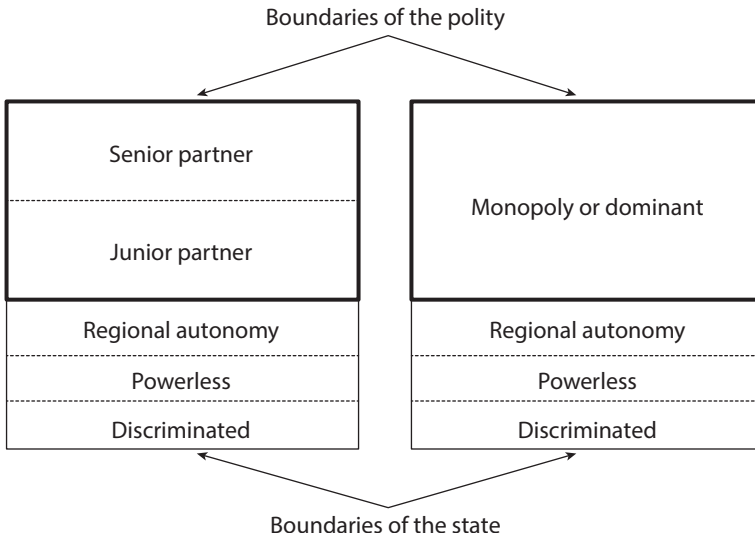 Boundaries of the polity
Senior partner
Junior partner
Monopoly or dominant
Regional autonomy
Powerless
Discriminated
Regional autonomy
Powerless
Discriminated
Boundaries of the state